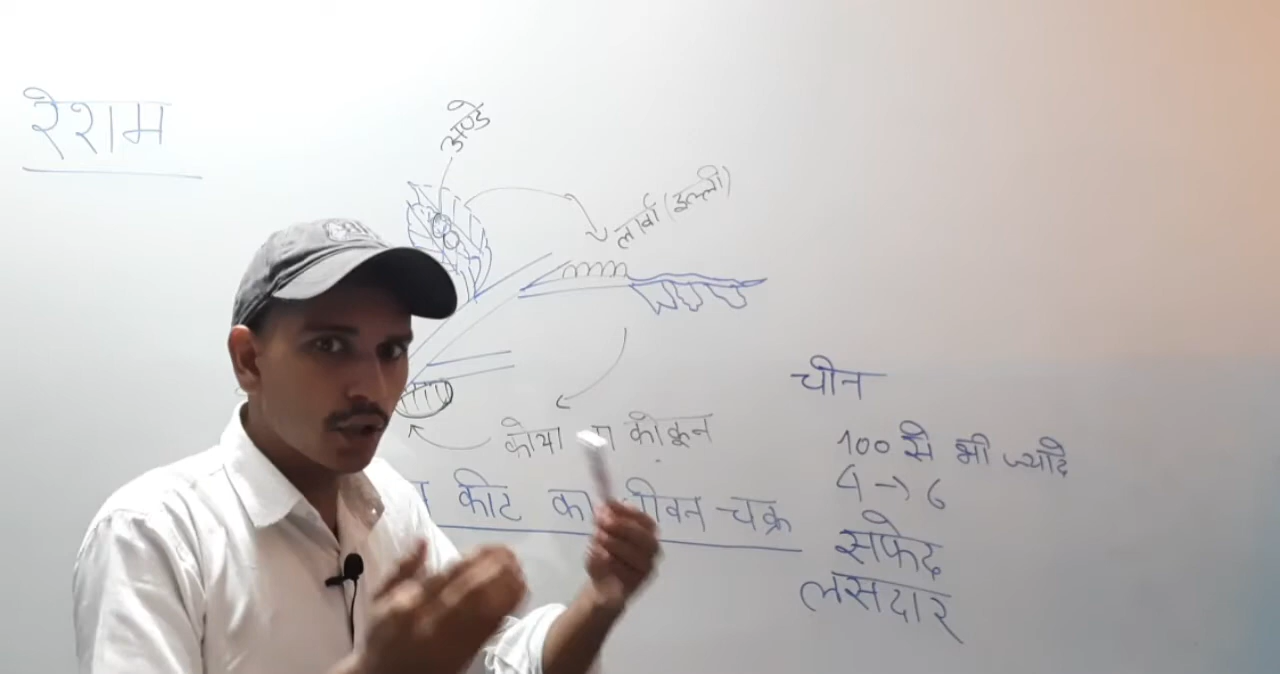 रेशम
अण्डे
लार्वा (इल्ली)
कोया कोकून
कीट का जीवन-चक्र
चीन
100 से भी ज्यादे
4 → 6
सफेद
लसदार